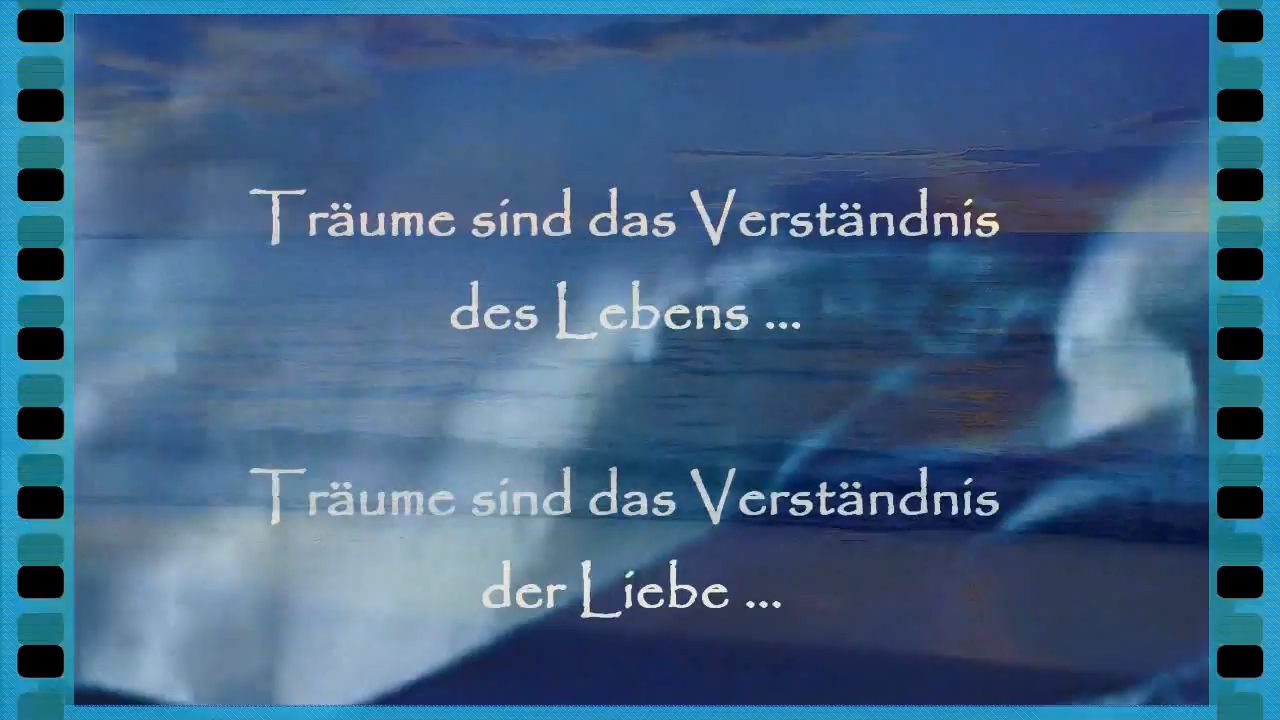 Träume sind das Verständnis
des Lebens ...
Träume sind das Verständnis
der Liebe ...